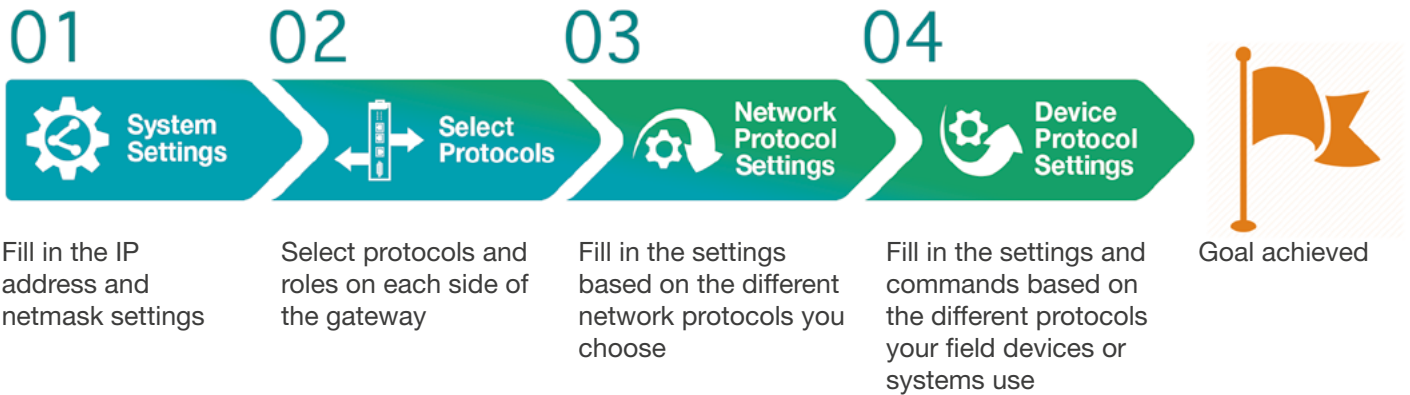 01
System
Settings
Fill in the IP
address and
netmask settings
02
Select
Protocols
Select protocols and
roles on each side of
the gateway
03
Network
Protocol
Settings
Fill in the settings
based on the different
network protocols you
choose
04
Device
Protocol
Settings
Fill in the settings and
commands based on
the different protocols
your field devices or
systems use
Goal achieved